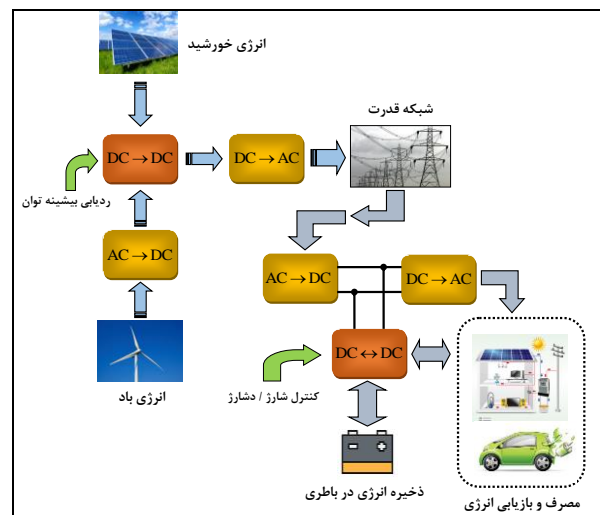 انرژی خورشید
شبکه قدرت
DC → DC
DC → AC
ردیابی بیشینه توان
AC → DC
AC → DC
DC → AC
DC ↔ DC
انرژی باد
کنترل شارژ / دشارژ
ذخیره انرژی در باطری
مصرف و بازیابی انرژی